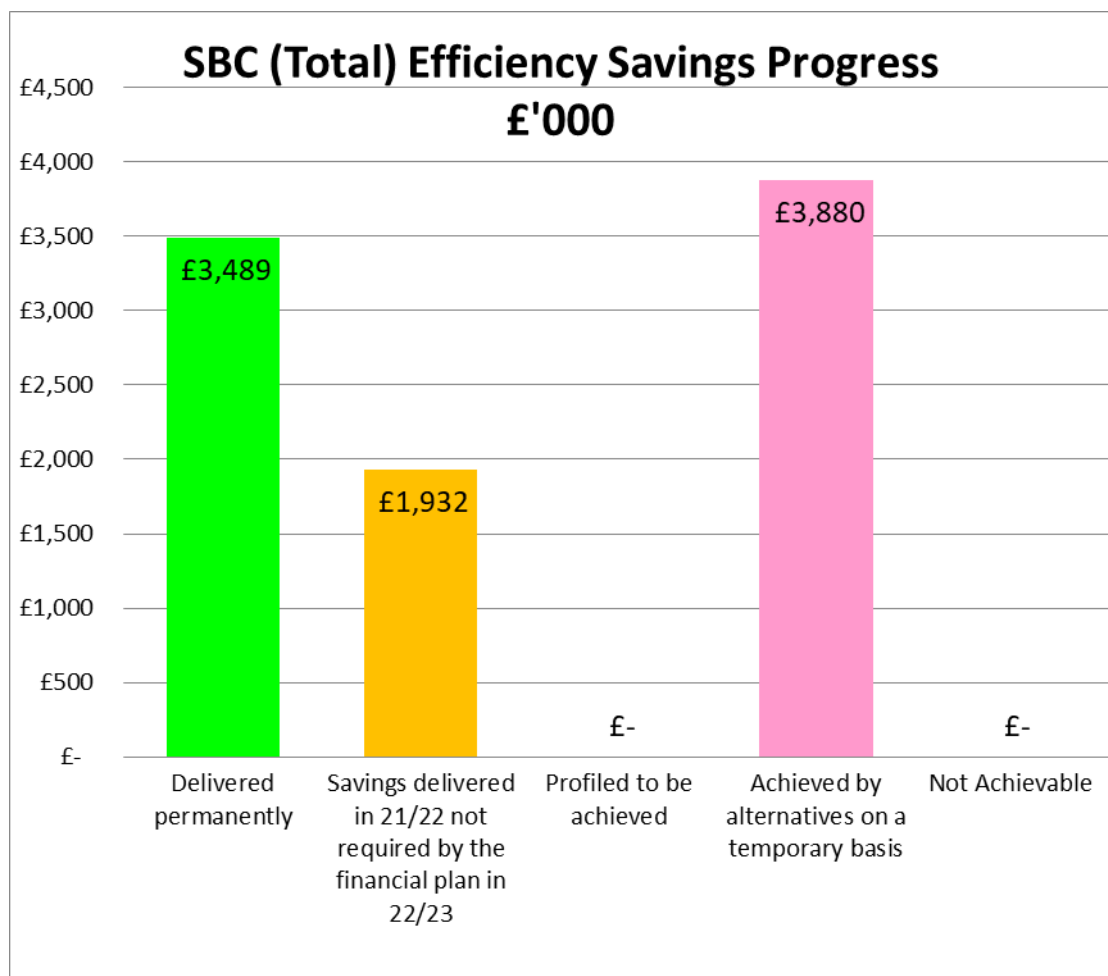 SBC (Total) Efficiency Savings Progress
£'000
£4,500
£4,000
£3,500
£3,000
£2,500
£2,000
£1,500
£1,000
£500
£-
£3,489
£1,932
£-
£3,880
£-
Delivered
permanently
Savings delivered
in 21/22 not
required by the
financial plan in
22/23
Profiled to be
achieved
Achieved by
alternatives on a
temporary basis
Not Achievable